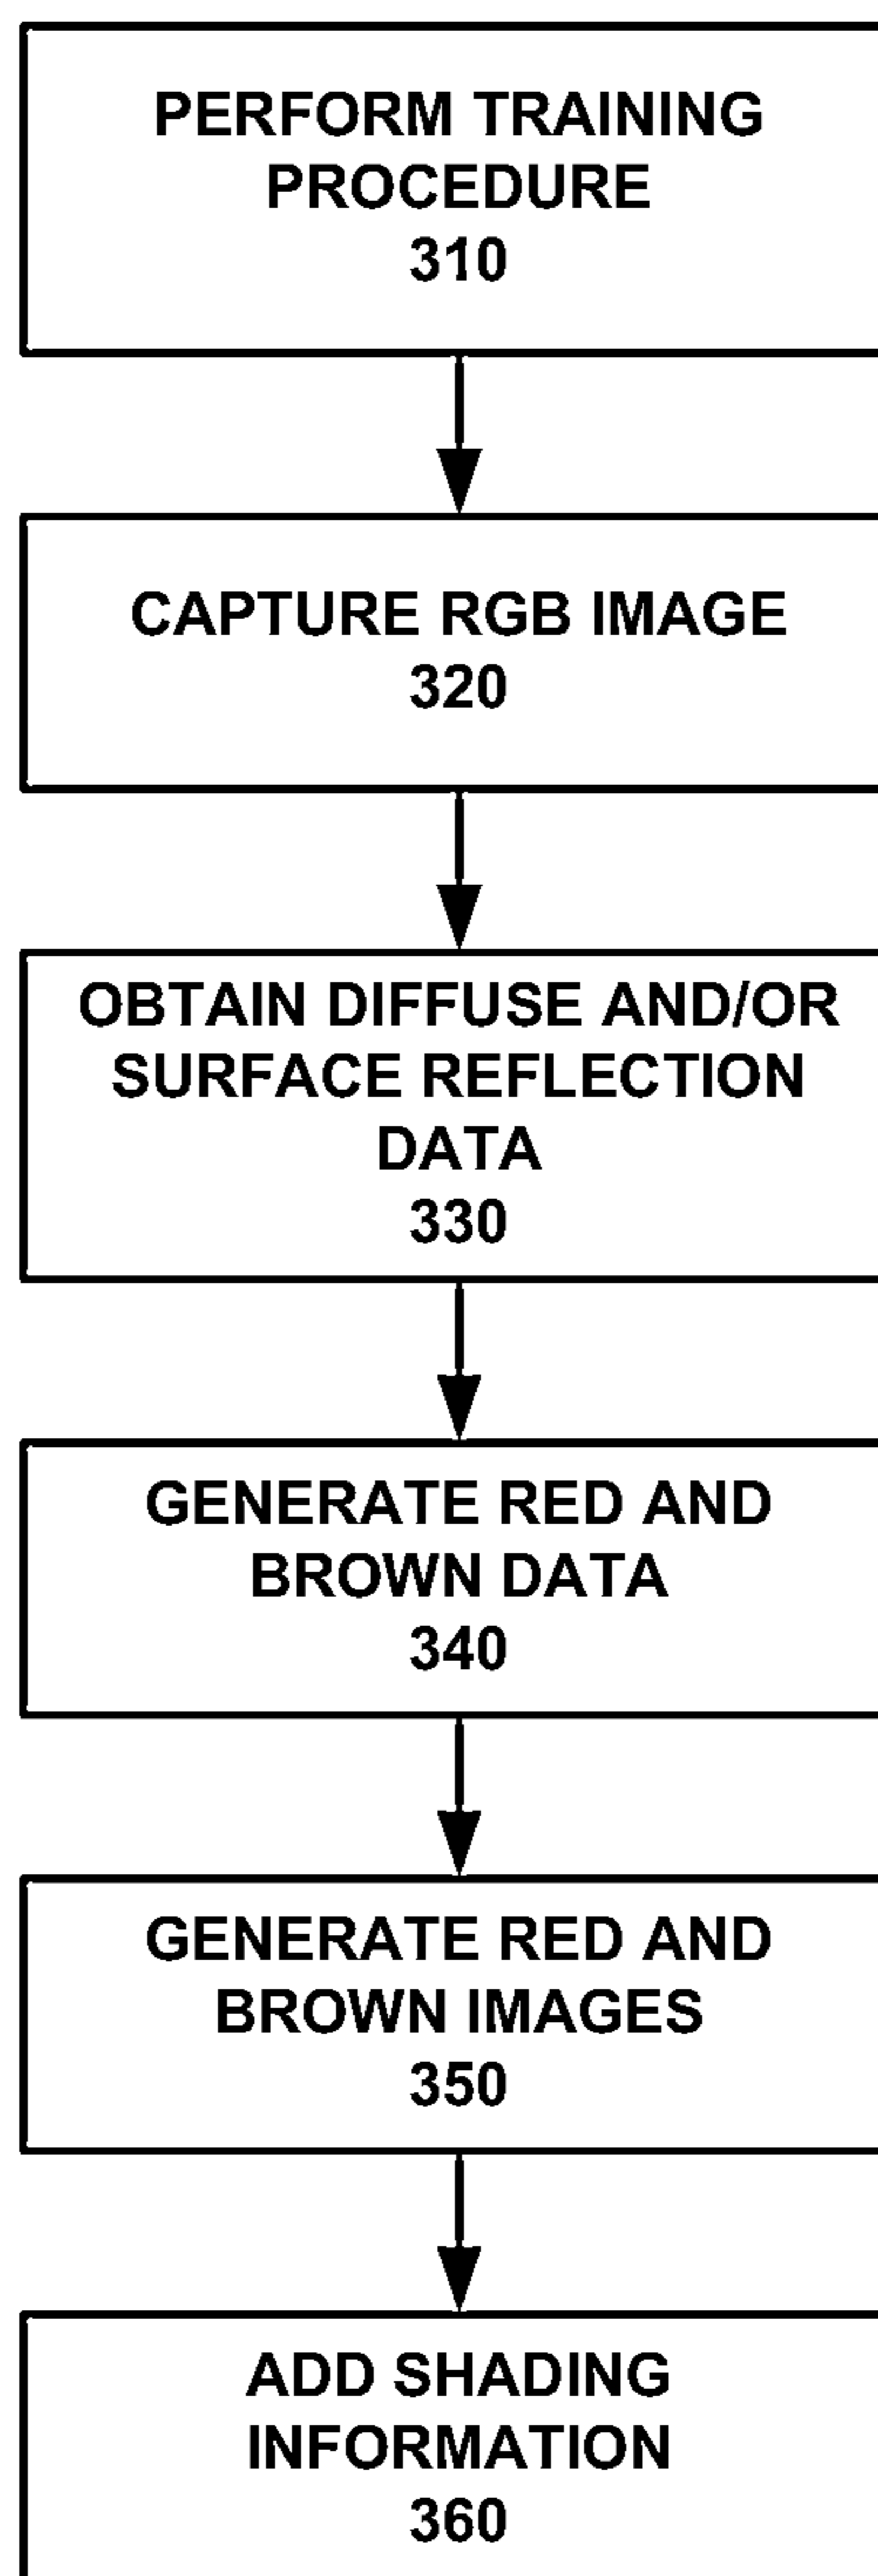 PERFORM TRAINING
PROCEDURE
310
CAPTURE RGB IMAGE
320
OBTAIN DIFFUSE AND/OR
SURFACE REFLECTION
DATA
330
GENERATE RED AND
BROWN DATA
340
GENERATE RED AND
BROWN IMAGES
350
ADD SHADING
INFORMATION
360